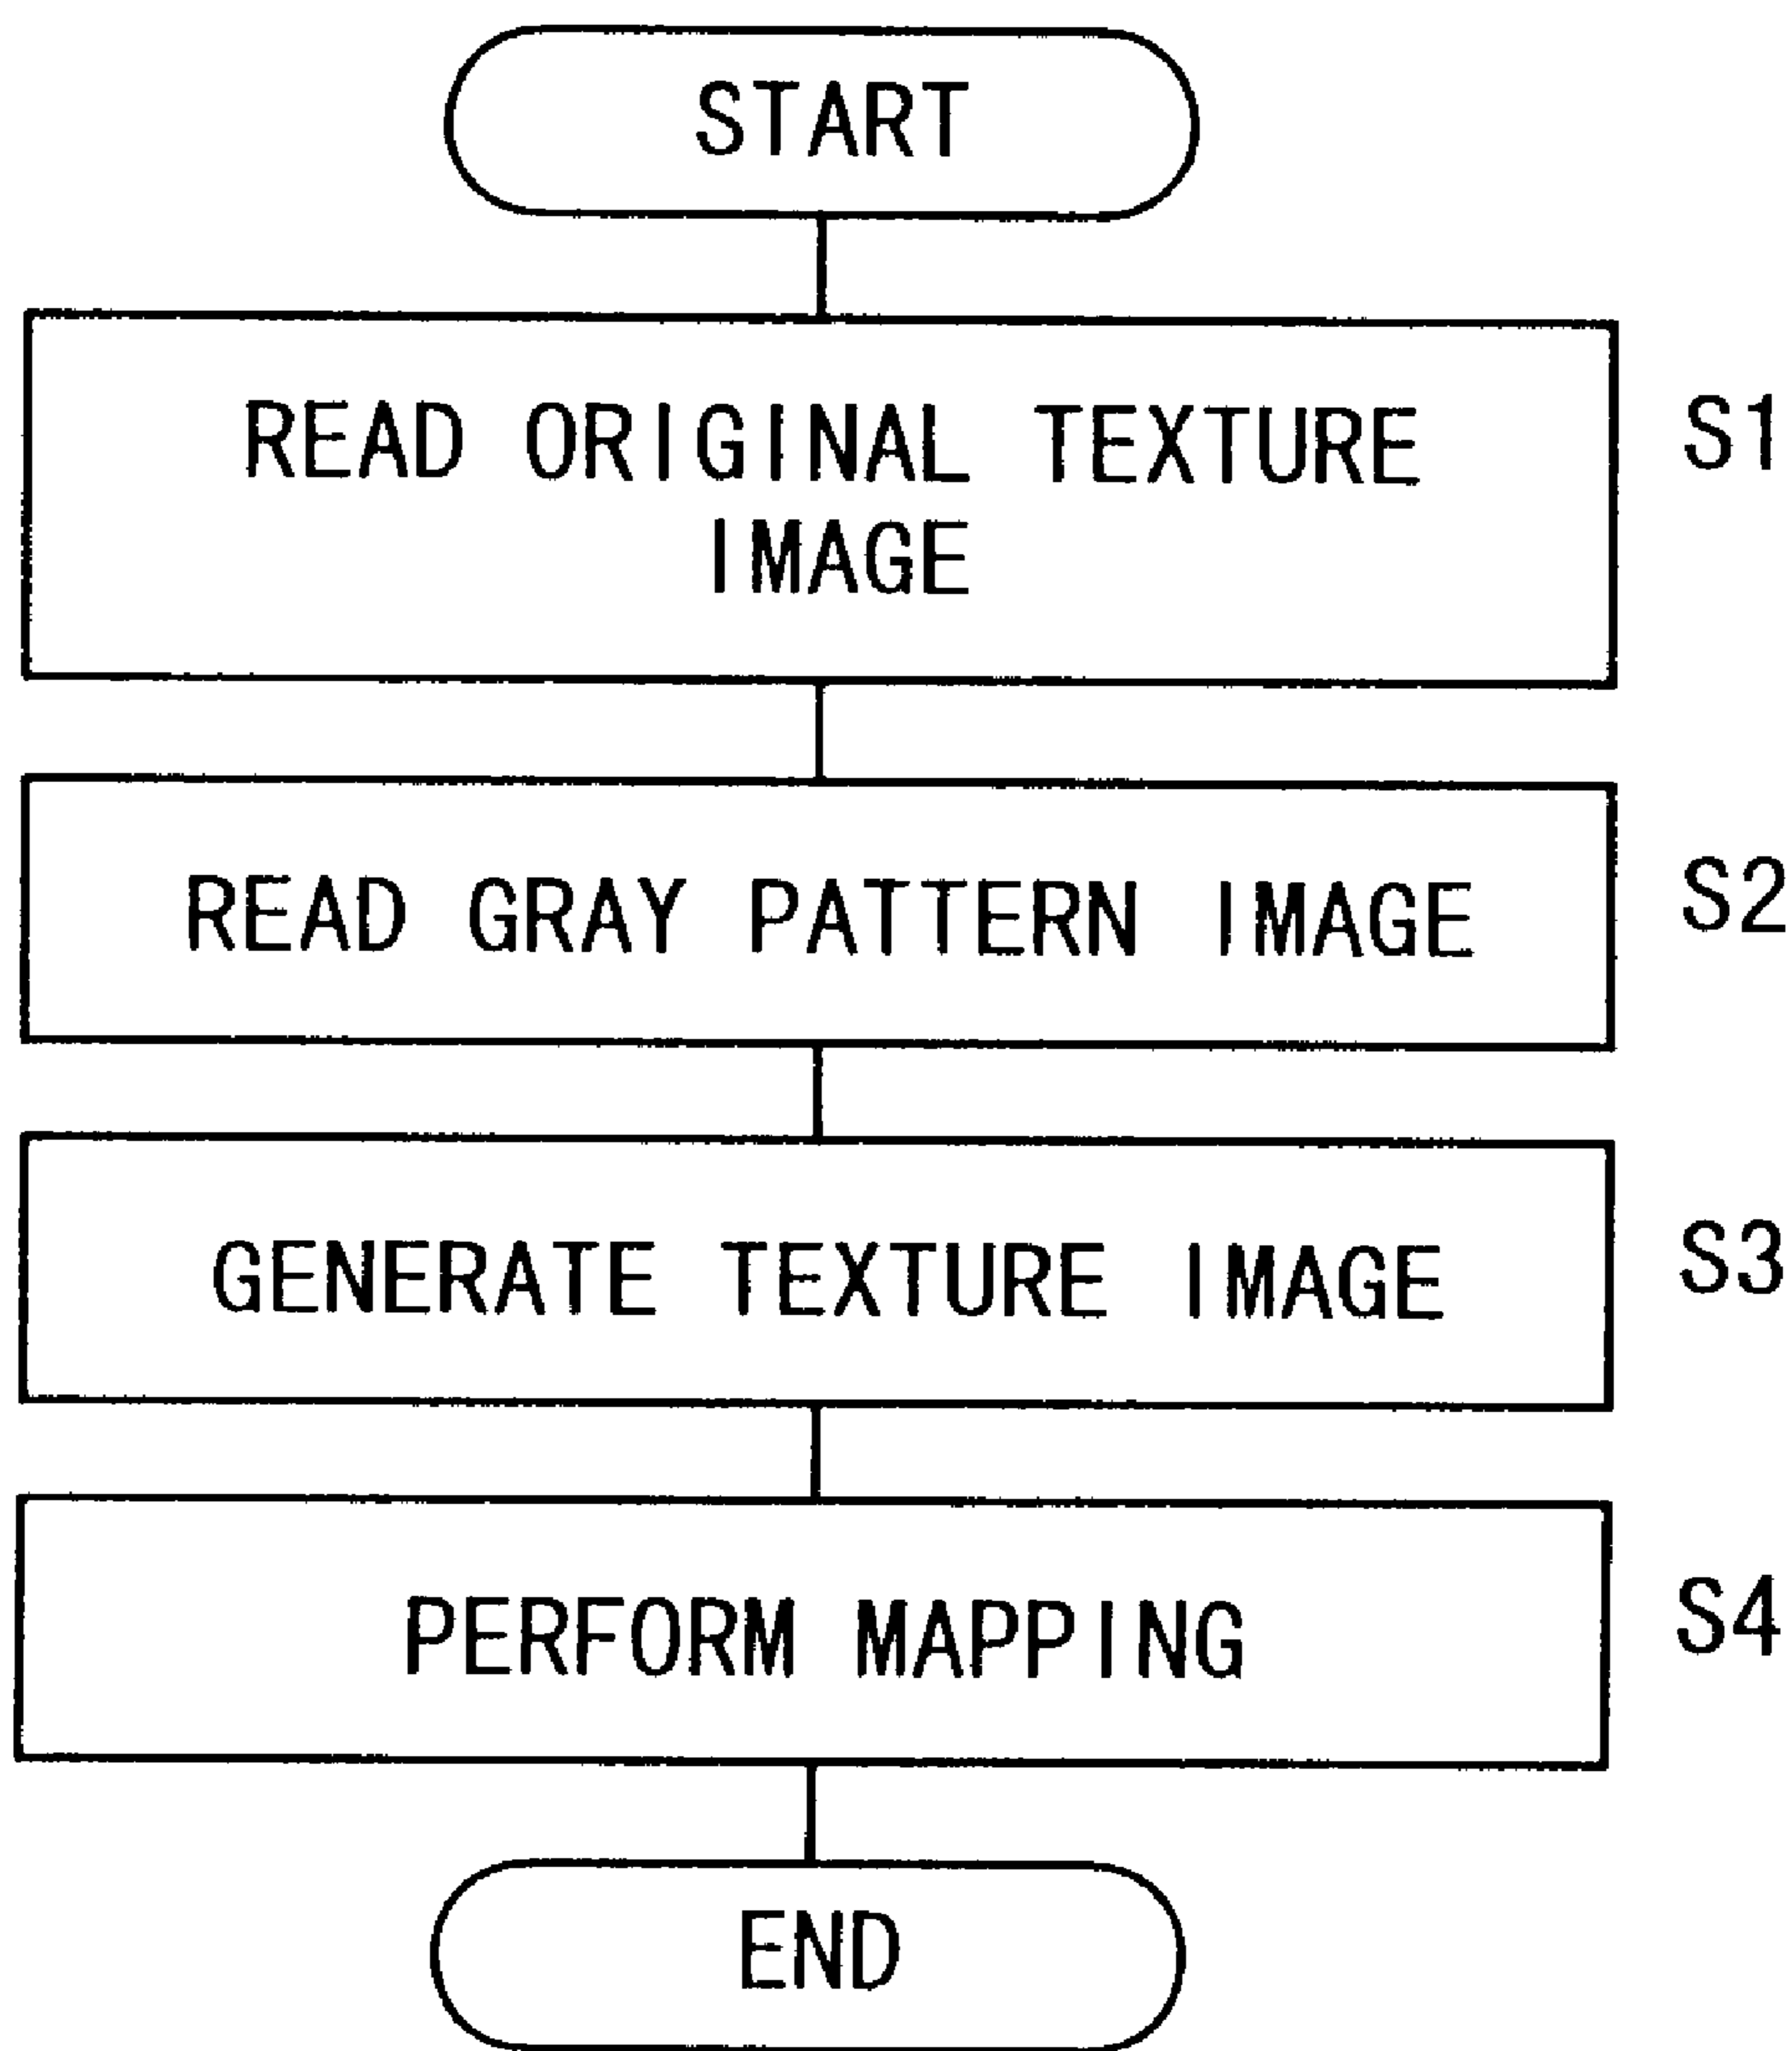 START
READ ORIGINAL TEXTURE
IMAGE
S1
READ GRAY PATTERN IMAGE
S2
GENERATE TEXTURE IMAGE
S3
PERFORM MAPPING
S4
END